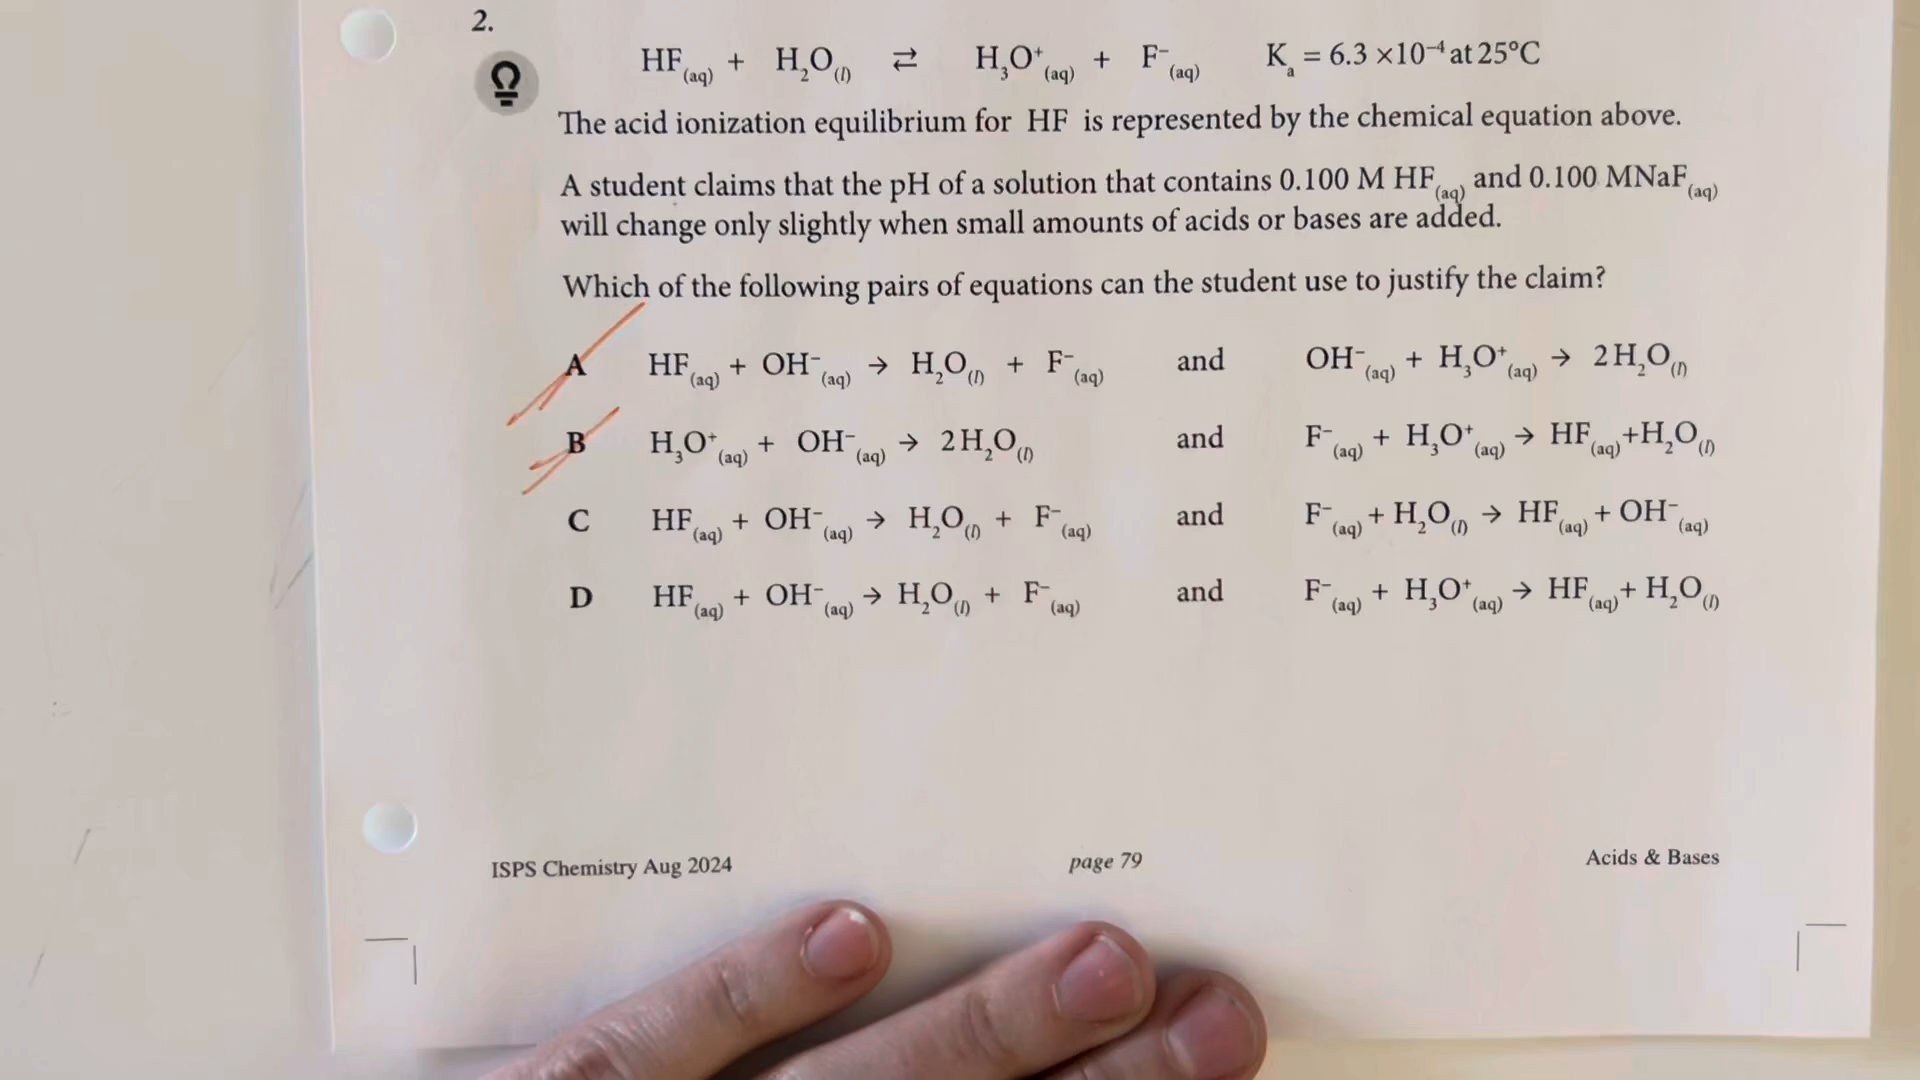 2.
HF(aq) + H₂O(l) ⇄ H₃O⁺(aq) + F⁻(aq) Kₐ = 6.3 ×10⁻⁴ at 25°C
The acid ionization equilibrium for HF is represented by the chemical equation above.
A student claims that the pH of a solution that contains 0.100 M HF(aq) and 0.100 MNaF(aq)
will change only slightly when small amounts of acids or bases are added.
Which of the following pairs of equations can the student use to justify the claim?
A HF(aq) + OH⁻(aq) → H₂O(l) + F⁻(aq) and OH⁻(aq) + H₃O⁺(aq) → 2H₂O(l)
B H₃O⁺(aq) + OH⁻(aq) → 2H₂O(l) and F⁻(aq) + H₃O⁺(aq) → HF(aq)+H₂O(l)
C HF(aq) + OH⁻(aq) → H₂O(l) + F⁻(aq) and F⁻(aq) + H₂O(l) → HF(aq) + OH⁻(aq)
D HF(aq) + OH⁻(aq) → H₂O(l) + F⁻(aq) and F⁻(aq) + H₃O⁺(aq) → HF(aq)+ H₂O(l)
ISPS Chemistry Aug 2024 page 79 Acids & Bases